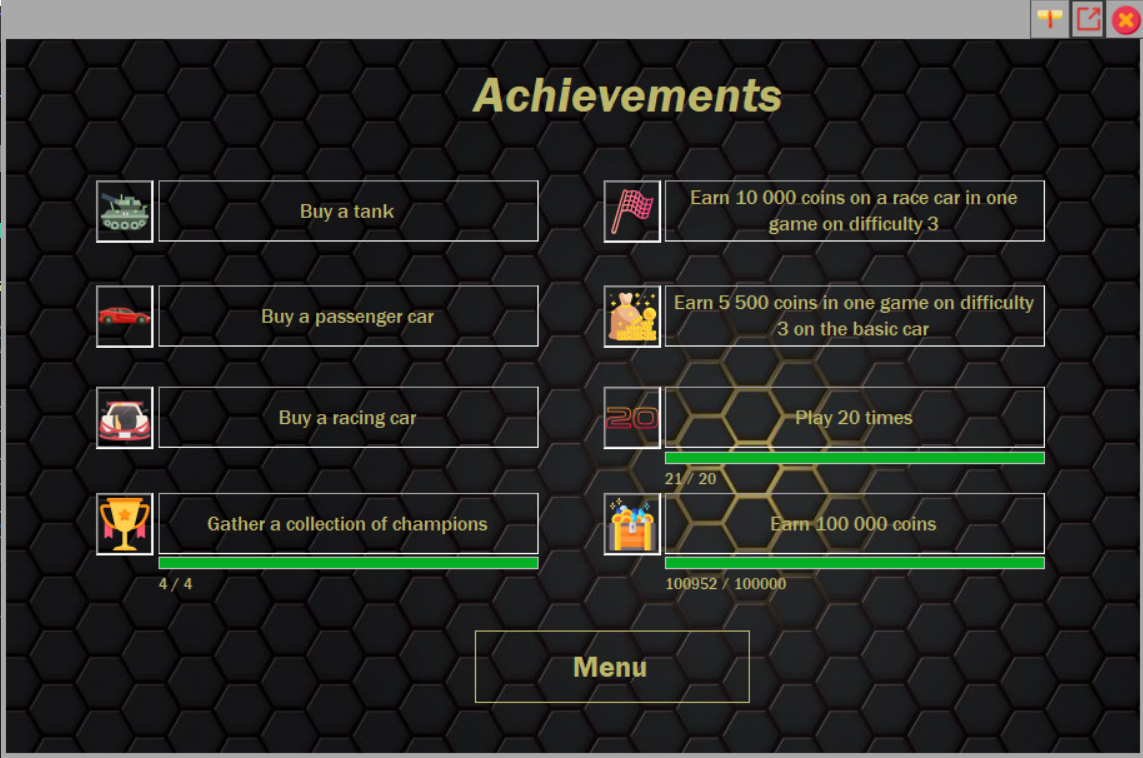 Achievements
Buy a tank
Earn 10 000 coins on a race car in one
game on difficulty 3
Buy a passenger car
Earn 5 500 coins in one game on difficulty
3 on the basic car
Buy a racing car
20
Play 20 times
21 / 20
Gather a collection of champions
4 / 4
Earn 100 000 coins
100952 / 100000
Menu